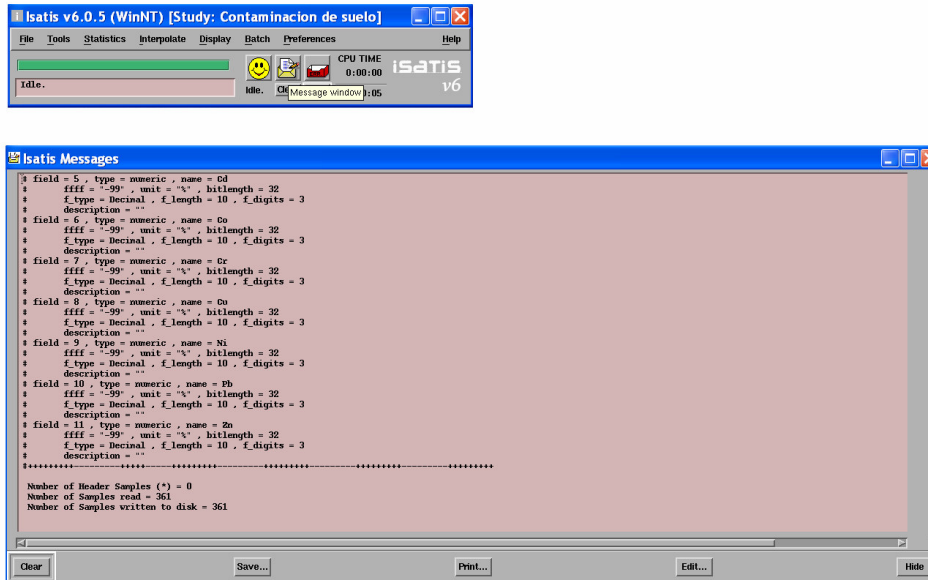 Isatis v6.0.5 (WinNT) [Study: Contaminacion de suelo]
File Tools Statistics Interpolate Display Batch Preferences Help
CPU TIME
0:00:00
isatis
v6
Idle.
Idle.
Message window
:05
Isatis Messages
# field = 5 , type = numeric , name = Cd
# ffff = "-99" , unit = "%" , bitlength = 32
# f_type = Decimal , f_length = 10 , f_digits = 3
# description = ""
# field = 6 , type = numeric , name = Co
# ffff = "-99" , unit = "%" , bitlength = 32
# f_type = Decimal , f_length = 10 , f_digits = 3
# description = ""
# field = 7 , type = numeric , name = Cr
# ffff = "-99" , unit = "%" , bitlength = 32
# f_type = Decimal , f_length = 10 , f_digits = 3
# description = ""
# field = 8 , type = numeric , name = Cu
# ffff = "-99" , unit = "%" , bitlength = 32
# f_type = Decimal , f_length = 10 , f_digits = 3
# description = ""
# field = 9 , type = numeric , name = Ni
# ffff = "-99" , unit = "%" , bitlength = 32
# f_type = Decimal , f_length = 10 , f_digits = 3
# description = ""
# field = 10 , type = numeric , name = Pb
# ffff = "-99" , unit = "%" , bitlength = 32
# f_type = Decimal , f_length = 10 , f_digits = 3
# description = ""
# field = 11 , type = numeric , name = Zn
# ffff = "-99" , unit = "%" , bitlength = 32
# f_type = Decimal , f_length = 10 , f_digits = 3
# description = ""
#+++++++++----------+++++-----+++++++++----------+++++++++----------+++++++++----------+++++++++
Number of Header Samples (*) = 0
Number of Samples read = 361
Number of Samples written to disk = 361
Clear Save... Print... Edit... Hide